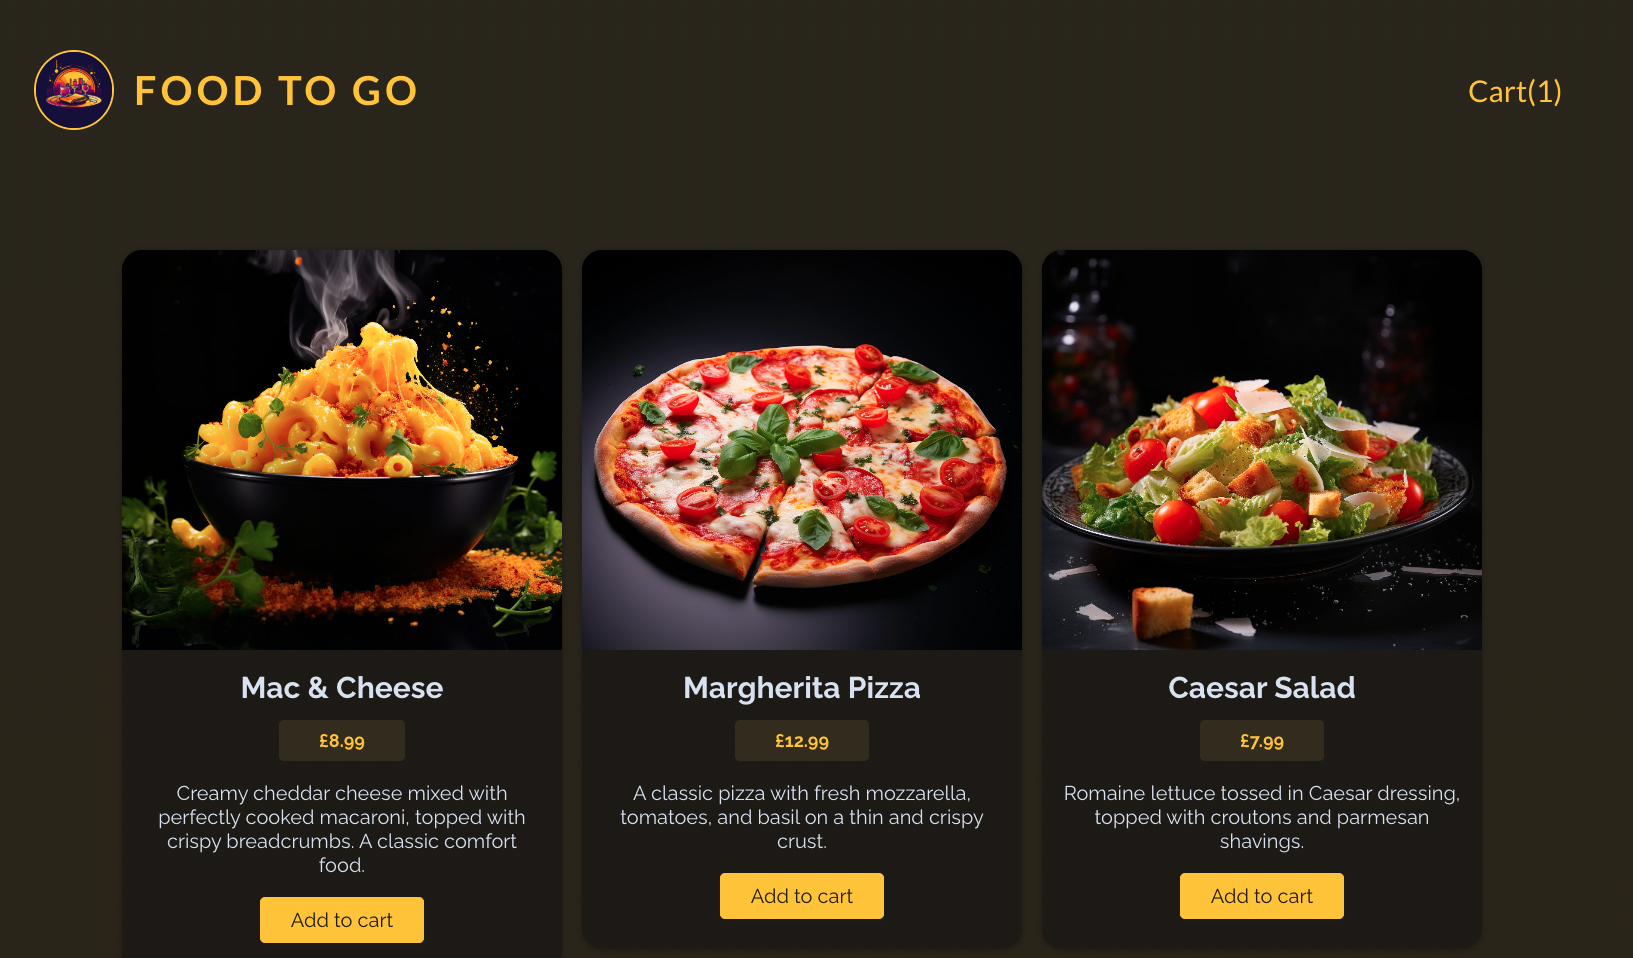 FOOD TO GO
Cart(1)
Mac & Cheese
£8.99
Creamy cheddar cheese mixed with
perfectly cooked macaroni, topped with
crispy breadcrumbs. A classic comfort
food.
Add to cart
Margherita Pizza
£12.99
A classic pizza with fresh mozzarella,
tomatoes, and basil on a thin and crispy
crust.
Add to cart
Caesar Salad
£7.99
Romaine lettuce tossed in Caesar dressing,
topped with croutons and parmesan
shavings.
Add to cart